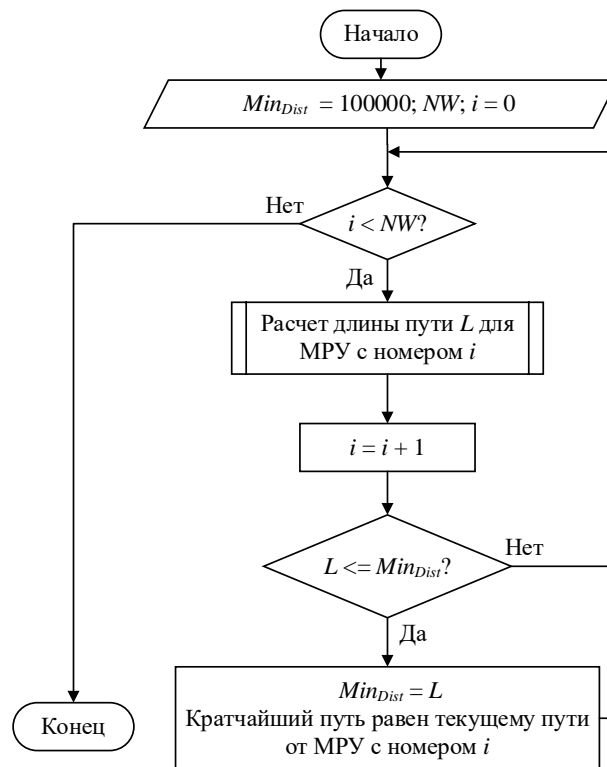 Начало
Min_Dist = 100000; NW; i = 0
Нет
i < NW?
Да
Расчет длины пути L для
МРУ с номером i
i = i + 1
L <= Min_Dist?
Нет
Да
Min_Dist = L
Кратчайший путь равен текущему пути
от МРУ с номером i
Конец